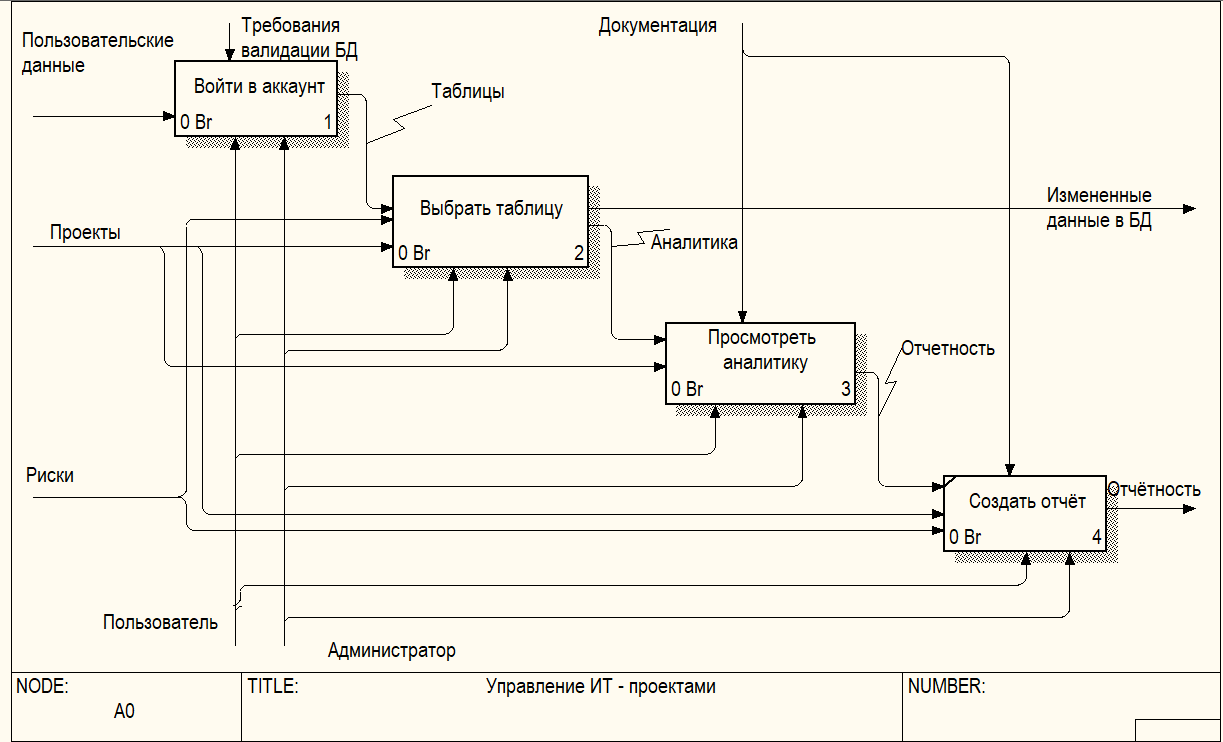 Пользовательские
данные
Требования
валидации БД
Документация
Войти в аккаунт
0 Br 1
Таблицы
Выбрать таблицу
0 Br 2
Проекты
Измененные
данные в БД
Аналитика
Просмотреть
аналитику
0 Br 3
Отчетность
Риски
Создать отчёт
0 Br 4
Отчётность
Пользователь
Администратор
NODE:
A0
TITLE:
Управление ИТ - проектами
NUMBER: